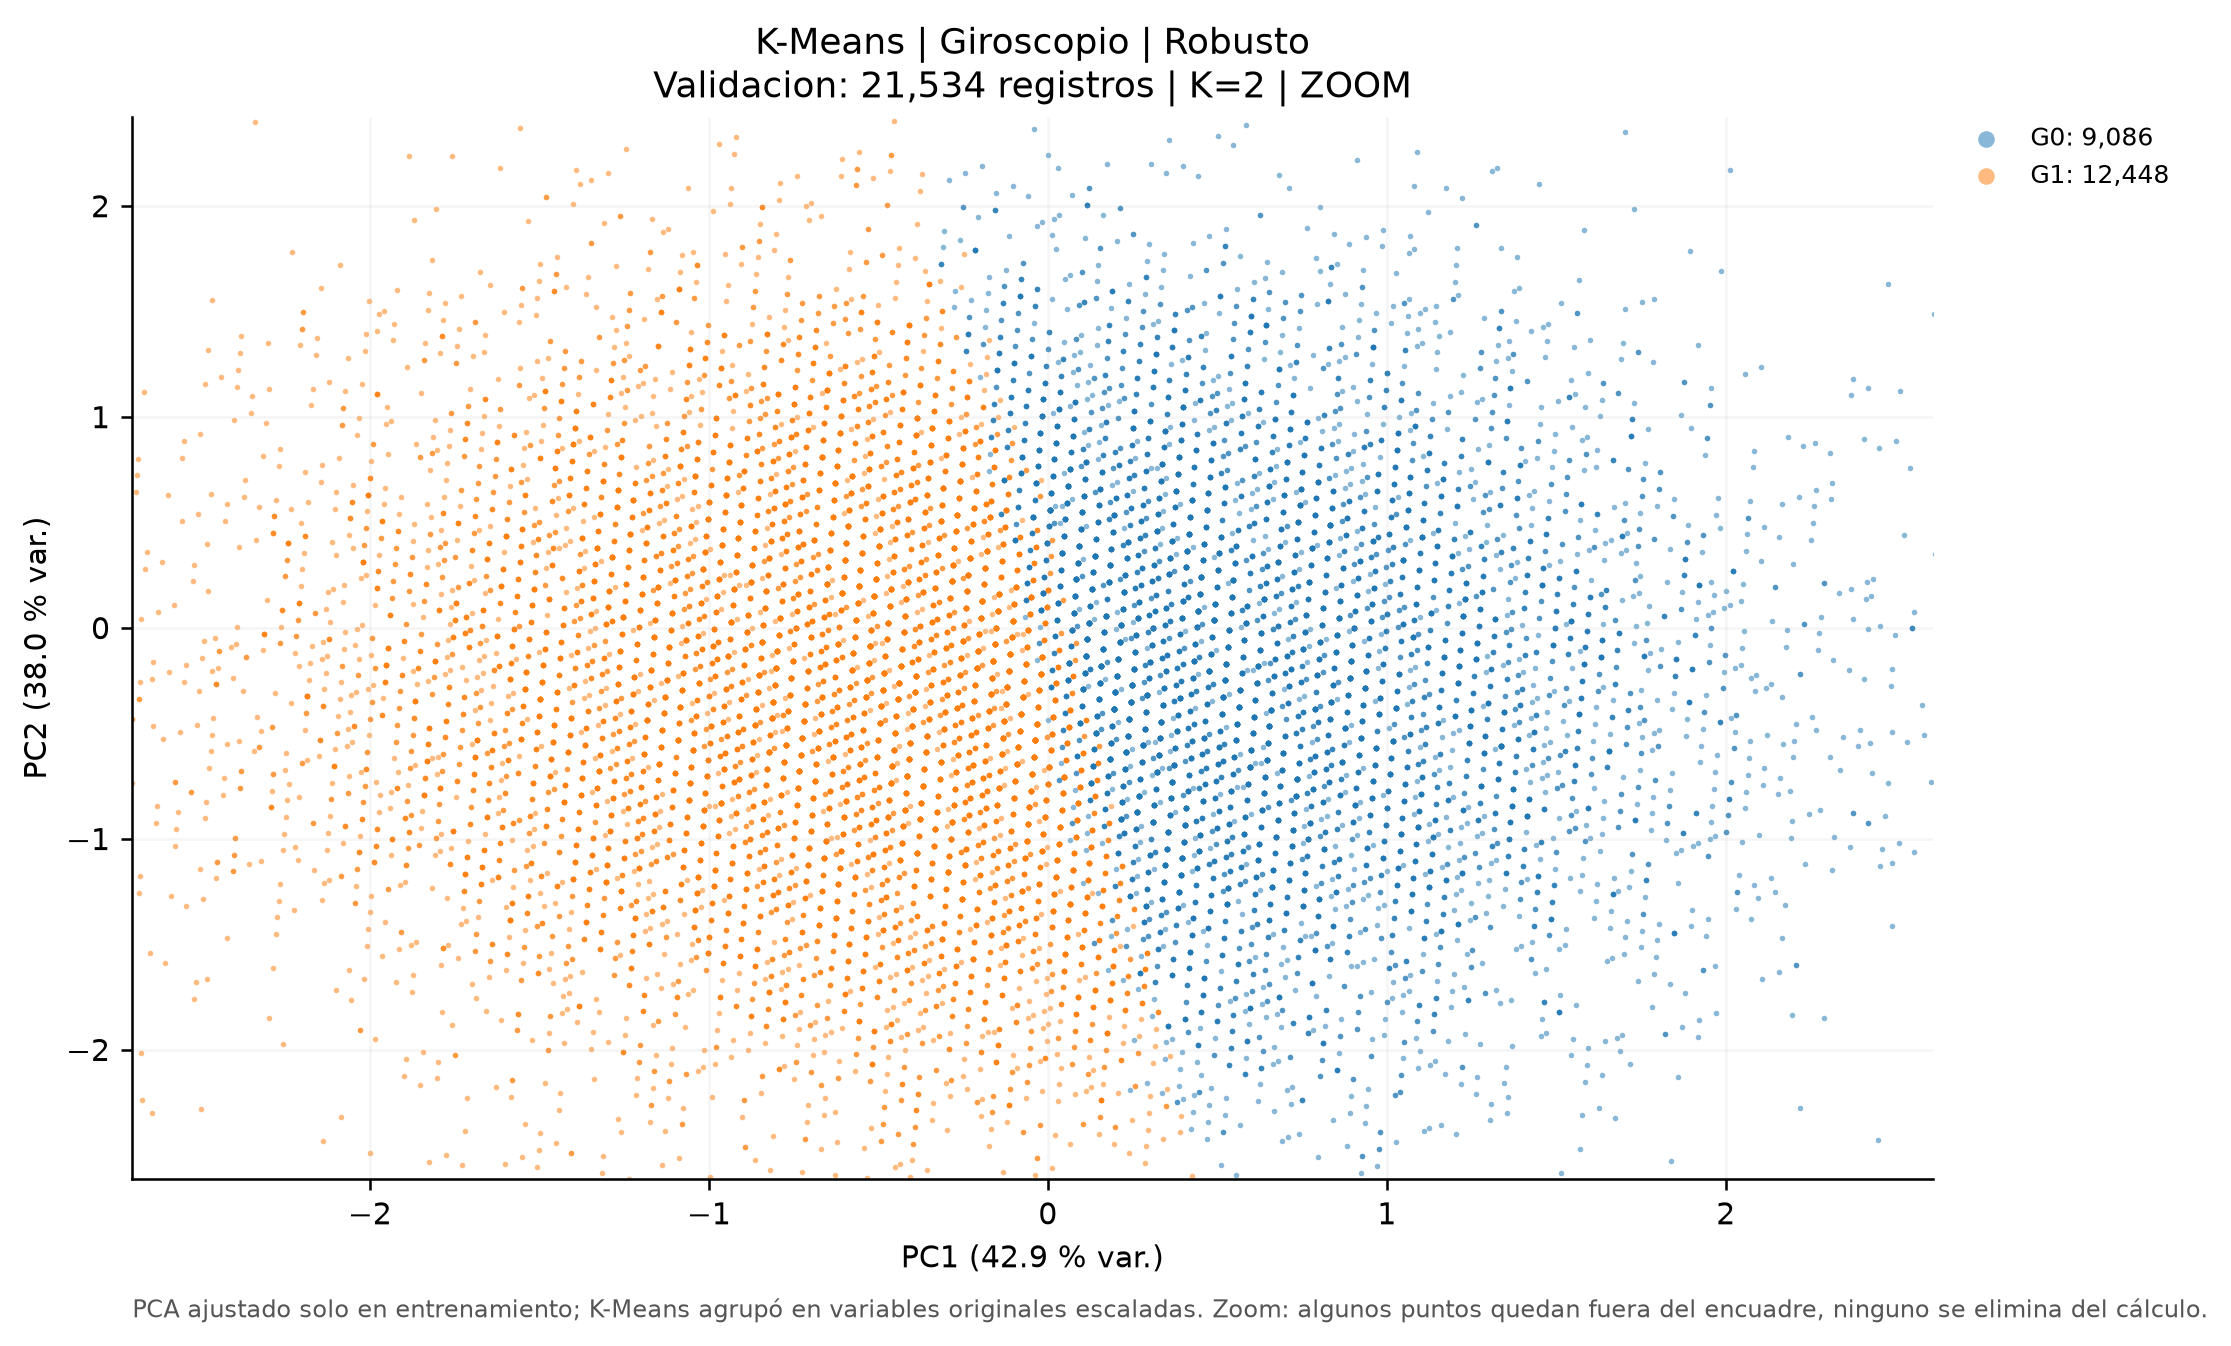 K-Means | Giroscopio | Robusto
Validacion: 21,534 registros | K=2 | ZOOM
G0: 9,086
G1: 12,448
2
1
0
−1
−2
PC2 (38.0 % var.)
−2
−1
0
1
2
PC1 (42.9 % var.)
PCA ajustado solo en entrenamiento; K-Means agrupó en variables originales escaladas. Zoom: algunos puntos quedan fuera del encuadre, ninguno se elimina del cálculo.